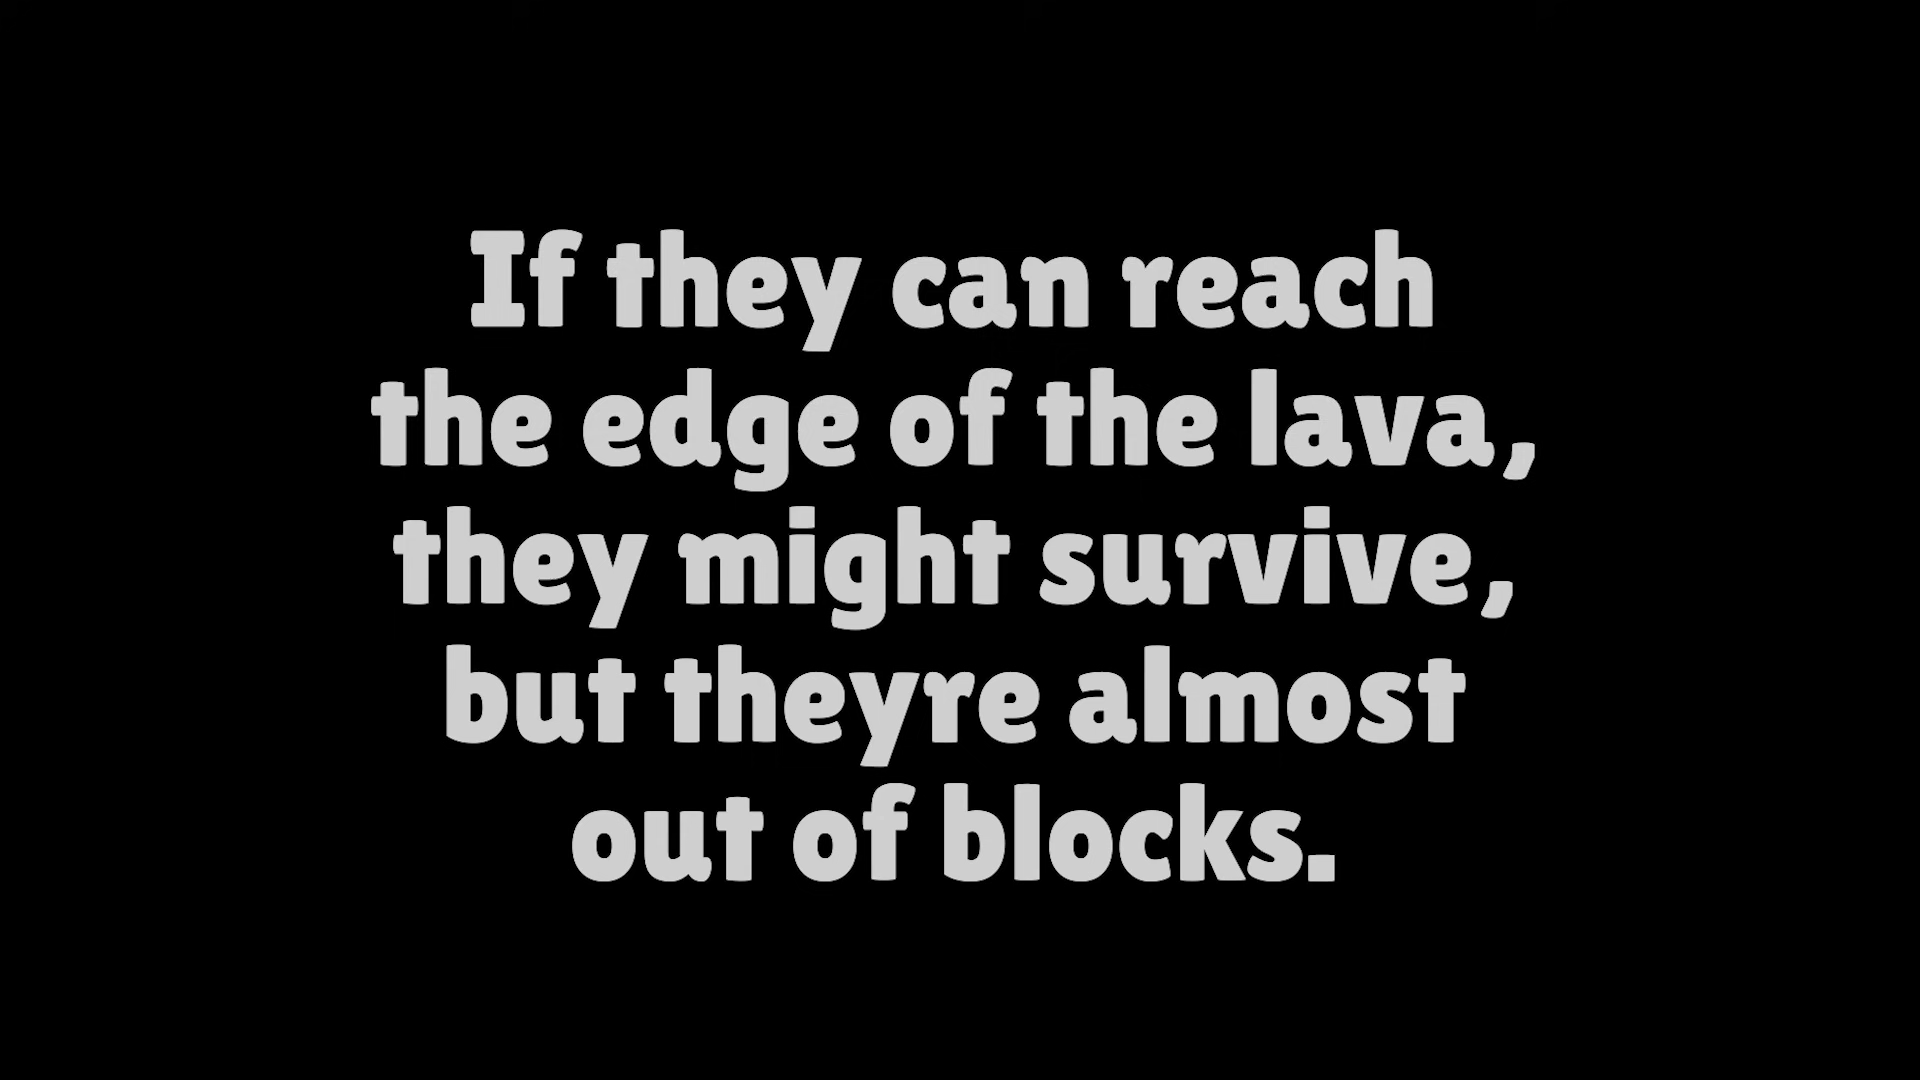 If they can reach
the edge of the lava,
they might survive,
but theyre almost
out of blocks.